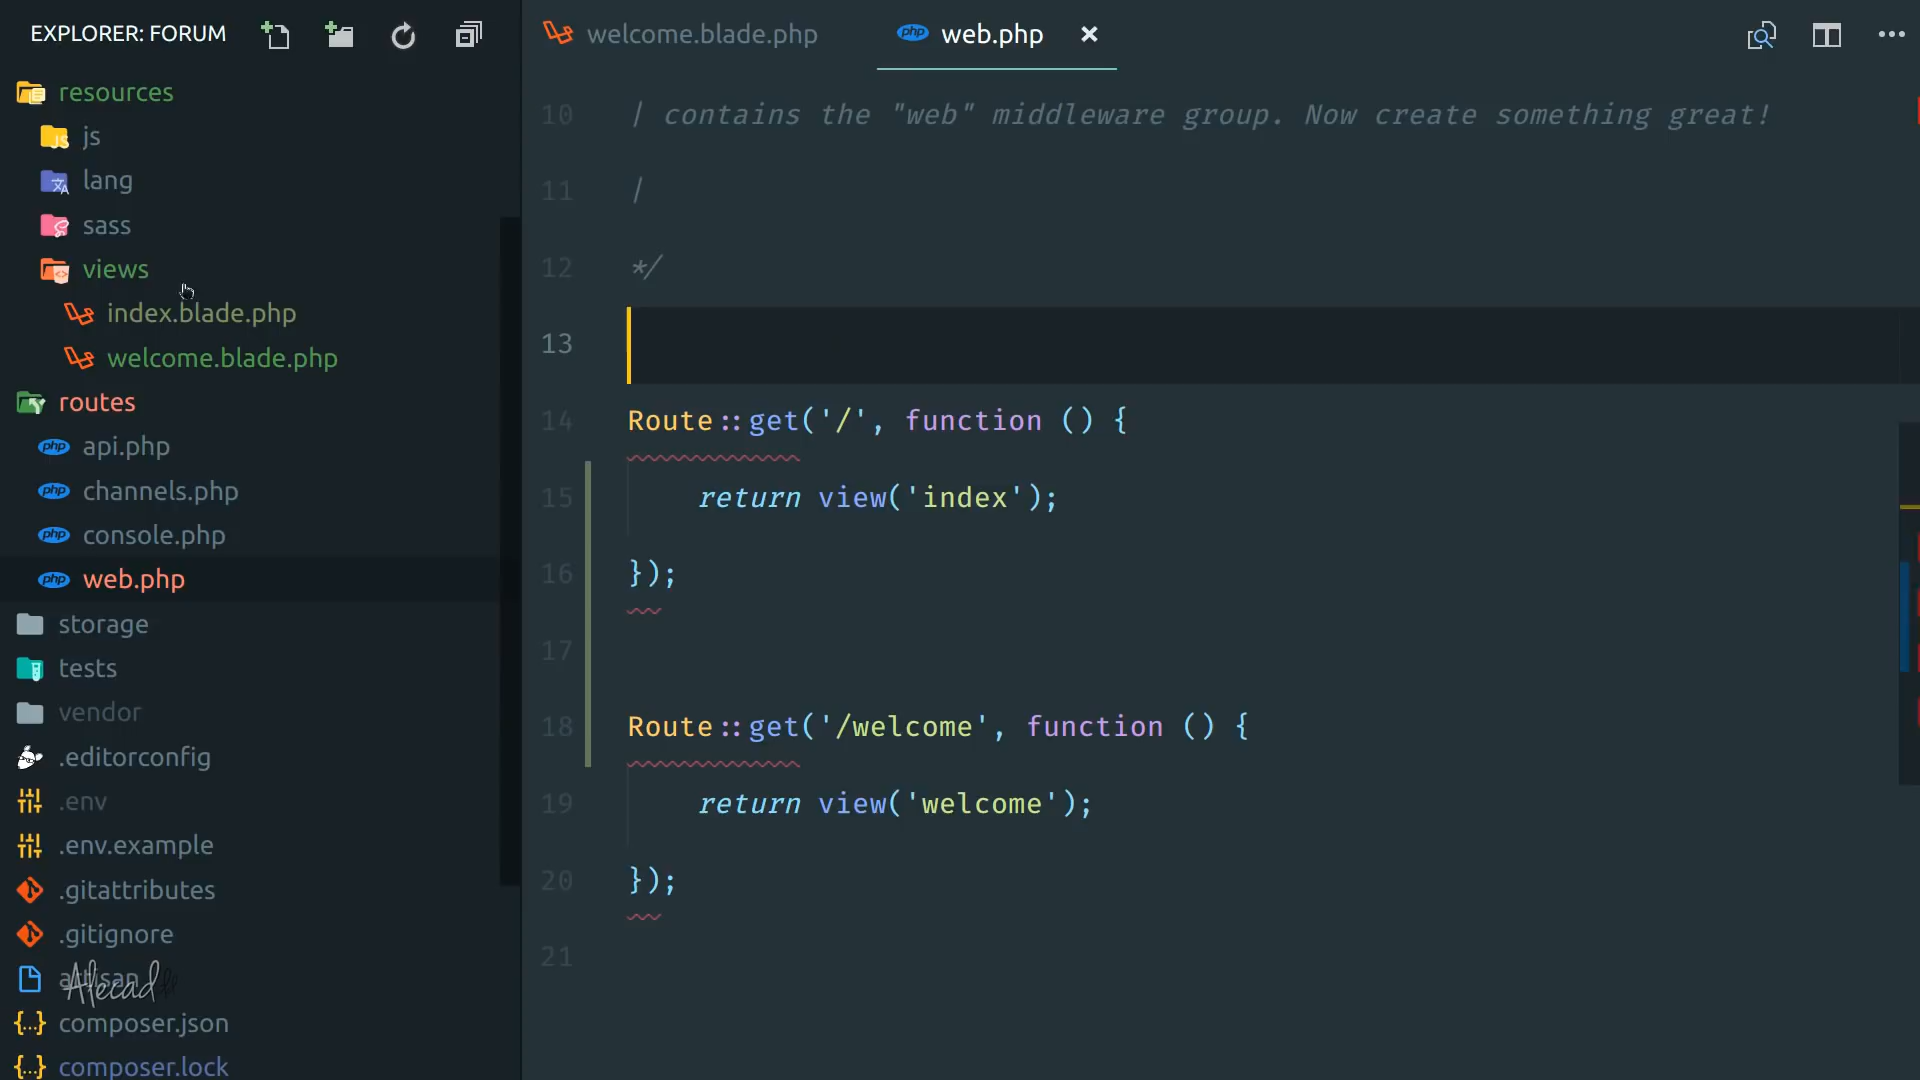 EXPLORER: FORUM
resources
js
lang
sass
views
index.blade.php
welcome.blade.php
routes
api.php
channels.php
console.php
web.php
storage
tests
vendor
.editorconfig
.env
.env.example
.gitattributes
.gitignore
artisan
Alecad
composer.json
composer.lock
welcome.blade.php
web.php
10 | contains the "web" middleware group. Now create something great!
11 |
12 */
13
14 Route::get('/', function () {
15 return view('index');
16 });
17
18 Route::get('/welcome', function () {
19 return view('welcome');
20 });
21